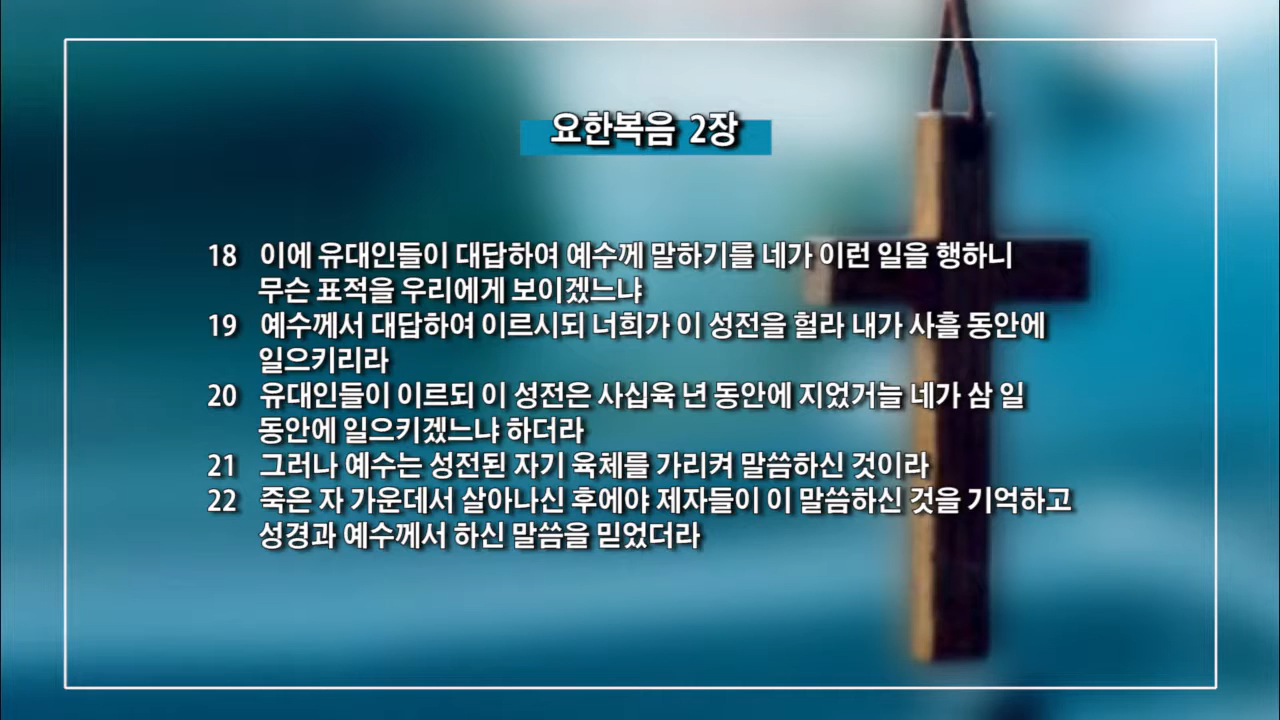 요한복음 2장
18 이에 유대인들이 대답하여 예수께 말하기를 네가 이런 일을 행하니
무슨 표적을 우리에게 보이겠느냐
19 예수께서 대답하여 이르시되 너희가 이 성전을 헐라 내가 사흘 동안에
일으키리라
20 유대인들이 이르되 이 성전은 사십육 년 동안에 지었거늘 네가 삼 일
동안에 일으키겠느냐 하더라
21 그러나 예수는 성전된 자기 육체를 가리켜 말씀하신 것이라
22 죽은 자 가운데서 살아나신 후에야 제자들이 이 말씀하신 것을 기억하고
성경과 예수께서 하신 말씀을 믿었더라